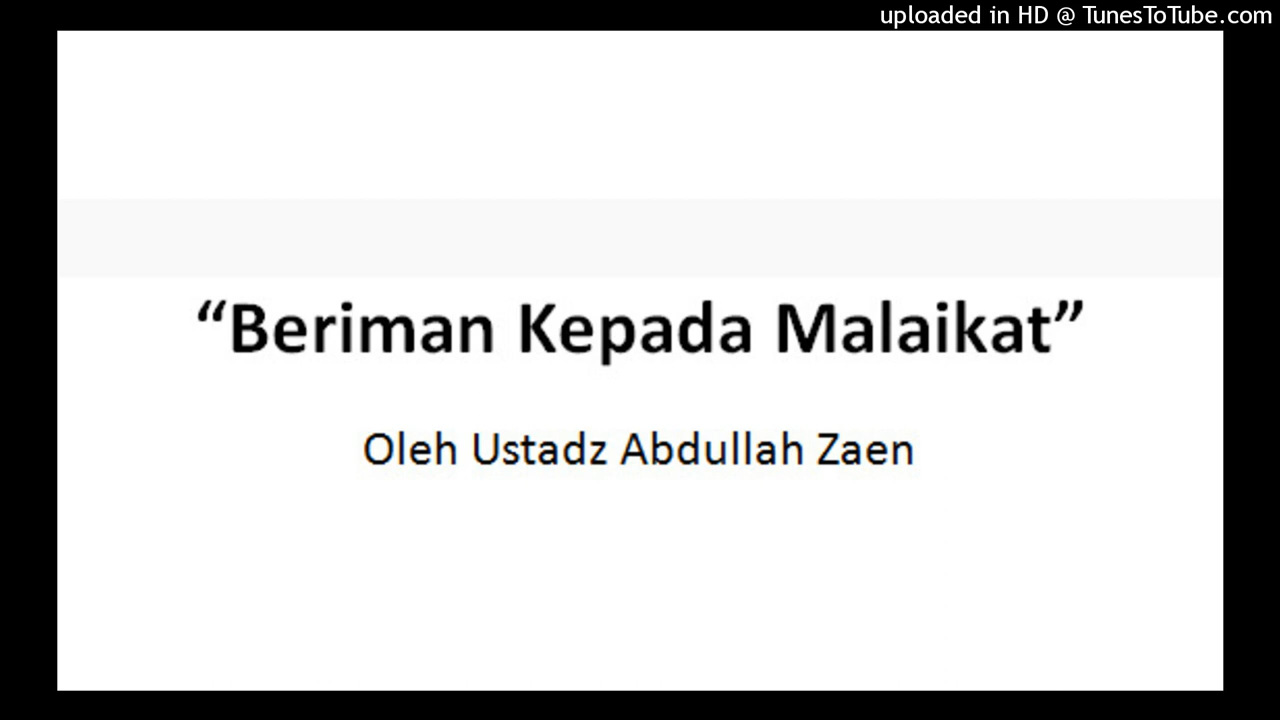 uploaded in HD @ TunesToTube.com
“Beriman Kepada Malaikat”
Oleh Ustadz Abdullah Zaen